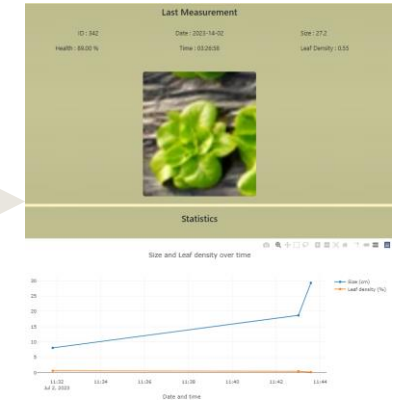 Last Measurement
ID : 342
Date : 2023-14-02
Size : 27.2
Health : 89.00 %
Time : 03:26:00
Leaf Density : 0.55
Statistics
Size and Leaf density over time
Size (cm)
Leaf density (%)
30
25
20
15
10
5
0
11:32
11:34
11:36
11:38
11:40
11:42
11:44
Jul 2, 2023
Date and time